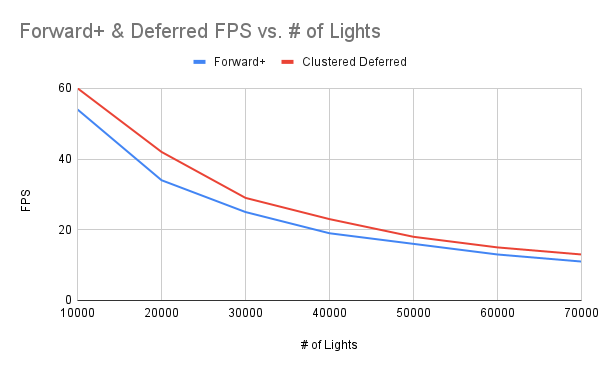 Forward+ & Deferred FPS vs. # of Lights
Forward+ Clustered Deferred
60
40
20
0
FPS
10000 20000 30000 40000 50000 60000 70000
# of Lights